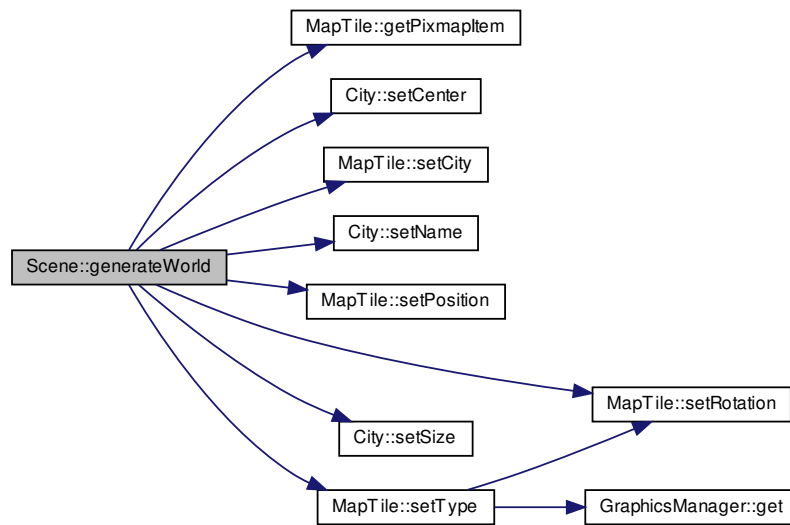 MapTile::getPixmapItem
City::setCenter
MapTile::setCity
City::setName
Scene::generateWorld
MapTile::setPosition
MapTile::setRotation
City::setSize
MapTile::setType
GraphicsManager::get